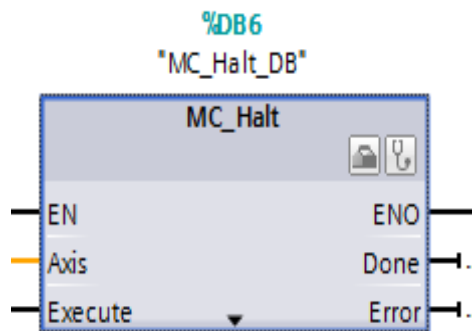 %DB6
"MC_Halt_DB"
MC_Halt
EN ENO
Axis Done
Execute Error